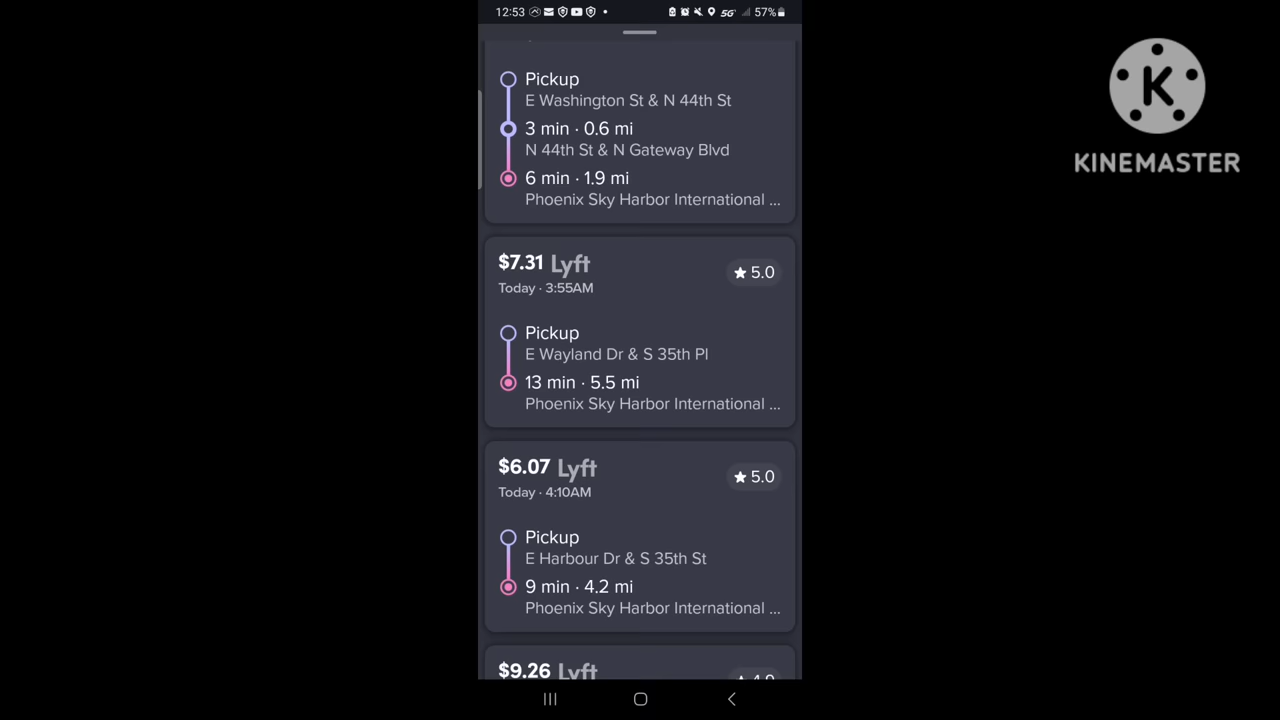 12:53 5G 57%
Pickup
E Washington St & N 44th St
3 min · 0.6 mi
N 44th St & N Gateway Blvd
6 min · 1.9 mi
Phoenix Sky Harbor International ...
$7.31 Lyft
5.0
Today · 3:55AM
Pickup
E Wayland Dr & S 35th Pl
13 min · 5.5 mi
Phoenix Sky Harbor International ...
$6.07 Lyft
5.0
Today · 4:10AM
Pickup
E Harbour Dr & S 35th St
9 min · 4.2 mi
Phoenix Sky Harbor International ...
$9.26 Lyft
K
KINEMASTER